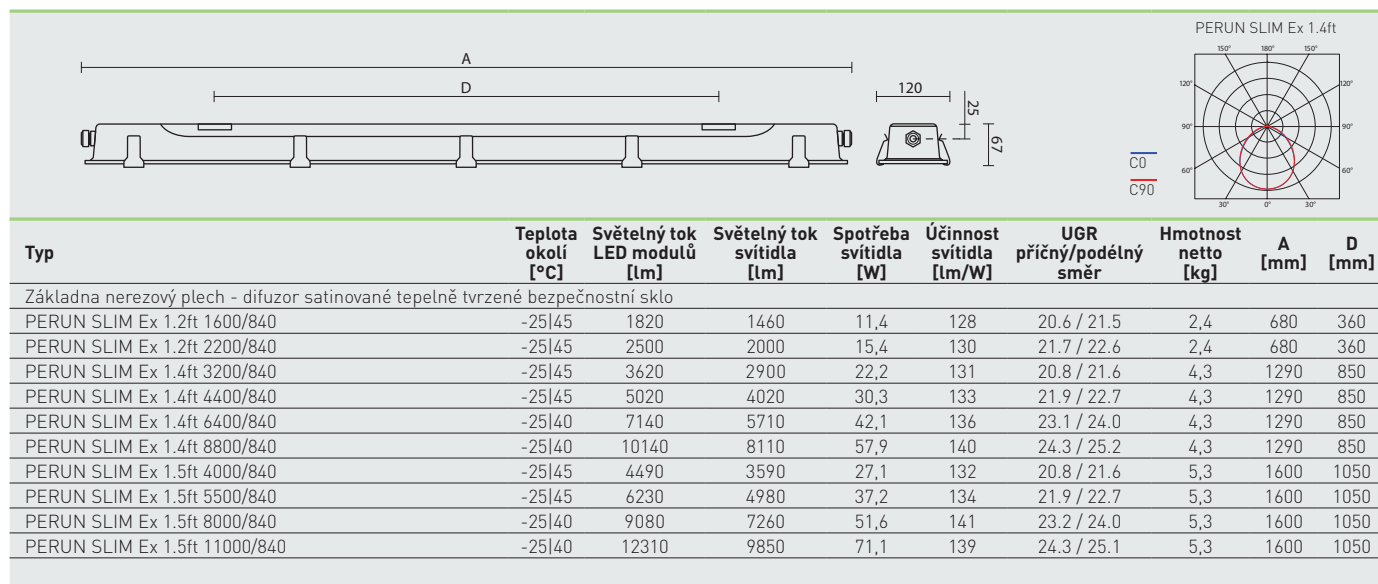 PERUN SLIM Ex 1.4ft
A
D
120
25
67
150° 180° 150°
120° 120°
90° 90°
60° 60°
30° 0° 30°
C0
C90
Typ Teplota okolí [°C] Světelný tok LED modulů [lm] Světelný tok svítidla [lm] Spotřeba svítidla [W] Účinnost svítidla [lm/W] UGR příčný/podélný směr Hmotnost netto [kg] A [mm] D [mm]
Základna nerezový plech - difuzor satinované tepelně tvrzené bezpečnostní sklo
PERUN SLIM Ex 1.2ft 1600/840 -25|45 1820 1460 11,4 128 20.6 / 21.5 2,4 680 360
PERUN SLIM Ex 1.2ft 2200/840 -25|45 2500 2000 15,4 130 21.7 / 22.6 2,4 680 360
PERUN SLIM Ex 1.4ft 3200/840 -25|45 3620 2900 22,2 131 20.8 / 21.6 4,3 1290 850
PERUN SLIM Ex 1.4ft 4400/840 -25|45 5020 4020 30,3 133 21.9 / 22.7 4,3 1290 850
PERUN SLIM Ex 1.4ft 6400/840 -25|40 7140 5710 42,1 136 23.1 / 24.0 4,3 1290 850
PERUN SLIM Ex 1.4ft 8800/840 -25|40 10140 8110 57,9 140 24.3 / 25.2 4,3 1290 850
PERUN SLIM Ex 1.5ft 4000/840 -25|45 4490 3590 27,1 132 20.8 / 21.6 5,3 1600 1050
PERUN SLIM Ex 1.5ft 5500/840 -25|45 6230 4980 37,2 134 21.9 / 22.7 5,3 1600 1050
PERUN SLIM Ex 1.5ft 8000/840 -25|40 9080 7260 51,6 141 23.2 / 24.0 5,3 1600 1050
PERUN SLIM Ex 1.5ft 11000/840 -25|40 12310 9850 71,1 139 24.3 / 25.1 5,3 1600 1050